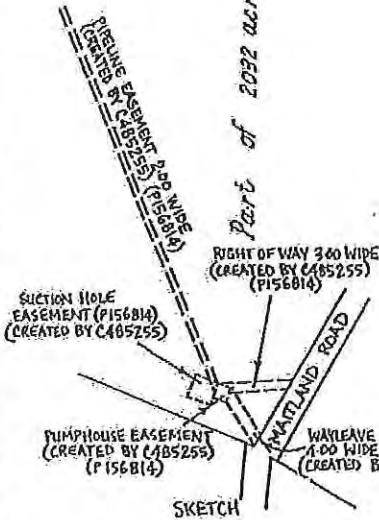 PIPELINE EASEMENT 2.00 WIDE
(CREATED BY C485255) (P156814)
Part of 2032
RIGHT OF WAY 3.00 WIDE
(CREATED BY C485255)
(P156814)
SUCTION HOLE
EASEMENT (P156814)
(CREATED BY C485255)
MAITLAND ROAD
PUMPHOUSE EASEMENT
(CREATED BY C485255)
(P156814)
WAYLEAVE
4.00 WIDE
(CREATED B
SKETCH